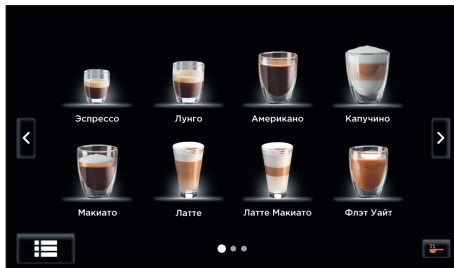 Эспрессо
Лунго
Американо
Капучино
Макиато
Латте
Латте Макиато
Флэт Уайт